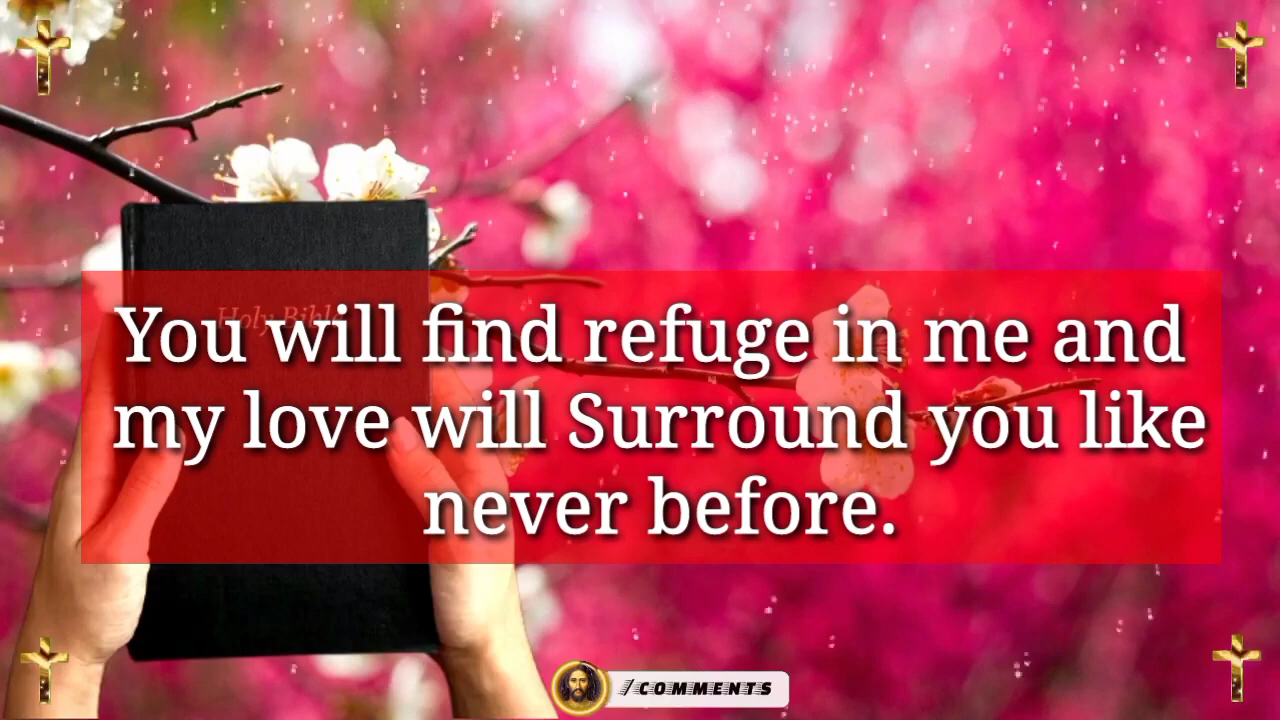 Holy Bible
You will find refuge in me and
my love will Surround you like
never before.
/COMMENTS